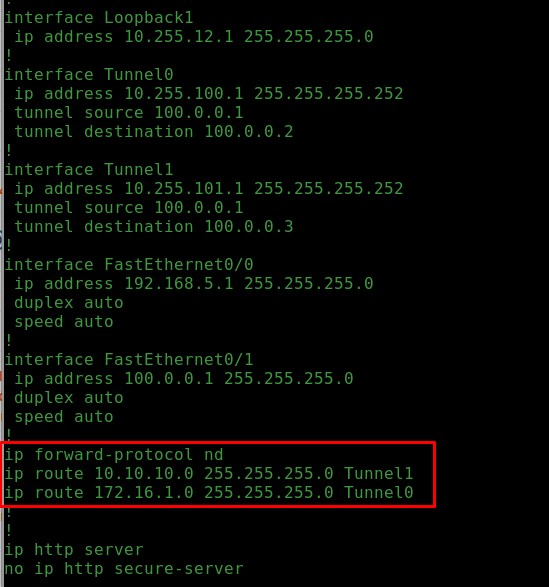 !
interface Loopback1
ip address 10.255.12.1 255.255.255.0
!
interface Tunnel0
ip address 10.255.100.1 255.255.255.252
tunnel source 100.0.0.1
tunnel destination 100.0.0.2
!
interface Tunnel1
ip address 10.255.101.1 255.255.255.252
tunnel source 100.0.0.1
tunnel destination 100.0.0.3
!
interface FastEthernet0/0
ip address 192.168.5.1 255.255.255.0
duplex auto
speed auto
!
interface FastEthernet0/1
ip address 100.0.0.1 255.255.255.0
duplex auto
speed auto
!
ip forward-protocol nd
ip route 10.10.10.0 255.255.255.0 Tunnel1
ip route 172.16.1.0 255.255.255.0 Tunnel0
!
!
ip http server
no ip http secure-server